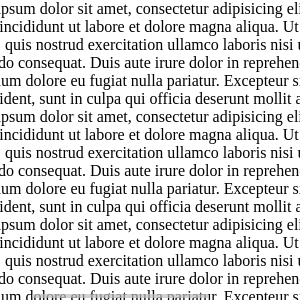 ipsum dolor sit amet, consectetur adipisicing eli
incididunt ut labore et dolore magna aliqua. Ut
quis nostrud exercitation ullamco laboris nisi u
do consequat. Duis aute irure dolor in reprehen
um dolore eu fugiat nulla pariatur. Excepteur s
ident, sunt in culpa qui officia deserunt mollit a
ipsum dolor sit amet, consectetur adipisicing eli
incididunt ut labore et dolore magna aliqua. Ut
quis nostrud exercitation ullamco laboris nisi u
do consequat. Duis aute irure dolor in reprehen
um dolore eu fugiat nulla pariatur. Excepteur s
ident, sunt in culpa qui officia deserunt mollit a
ipsum dolor sit amet, consectetur adipisicing eli
incididunt ut labore et dolore magna aliqua. Ut
quis nostrud exercitation ullamco laboris nisi u
do consequat. Duis aute irure dolor in reprehen
um dolore eu fugiat nulla pariatur. Excepteur s